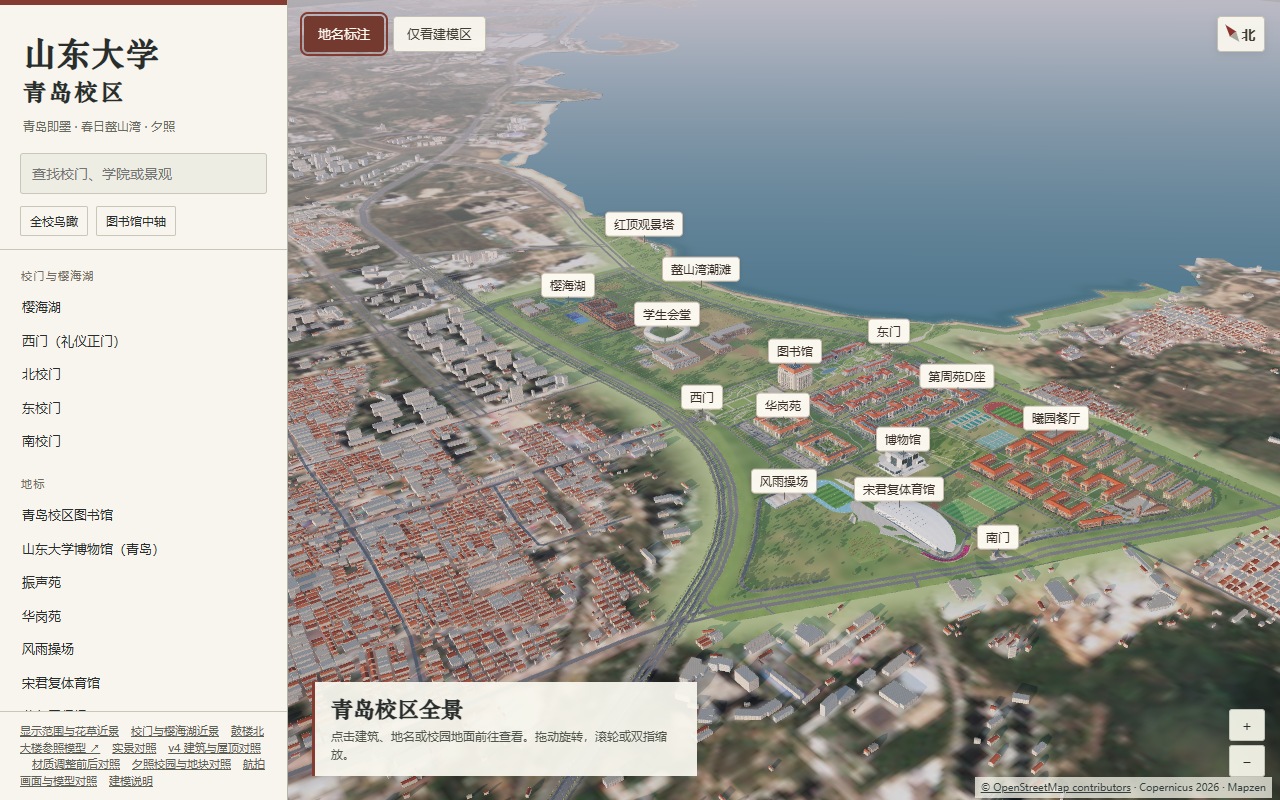 山东大学
青岛校区
青岛即墨 · 春日鳌山湾 · 夕照
查找校门、学院或景观
全校鸟瞰
图书馆中轴
校门与樱海湖
樱海湖
西门（礼仪正门）
北校门
东校门
南校门
地标
青岛校区图书馆
山东大学博物馆（青岛）
振声苑
华岗苑
风雨操场
宋君复体育馆
显示范围与花草近景 校门与樱海湖近景 鼓楼北
大楼参照模型 ↗ 实景对照 v4 建筑与屋顶对照
材质调整前后对照 夕照校园与地块对照 航拍
画面与模型对照 建模说明
地名标注
仅看建模区
北
红顶观景塔
鳌山湾潮滩
樱海湖
学生会堂
东门
图书馆
第周苑D座
西门
华岗苑
曦园餐厅
博物馆
风雨操场
宋君复体育馆
南门
青岛校区全景
点击建筑、地名或校园地面前往查看。拖动旋转，滚轮或双指缩
放。
+
−
© OpenStreetMap contributors · Copernicus 2026 · Mapzen